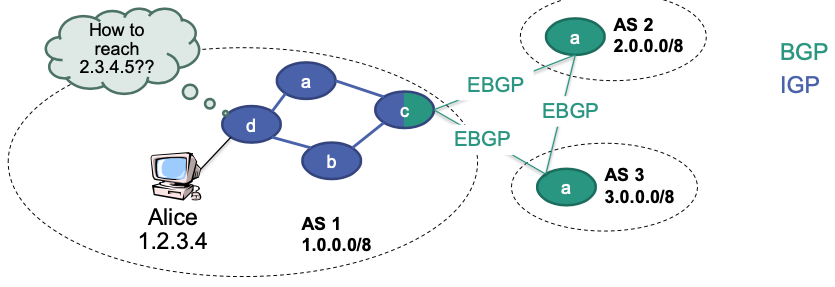 How to
reach
2.3.4.5??
a
d
c
b
Alice
1.2.3.4
AS 1
1.0.0.0/8
EBGP
EBGP
EBGP
a
AS 2
2.0.0.0/8
a
AS 3
3.0.0.0/8
BGP
IGP